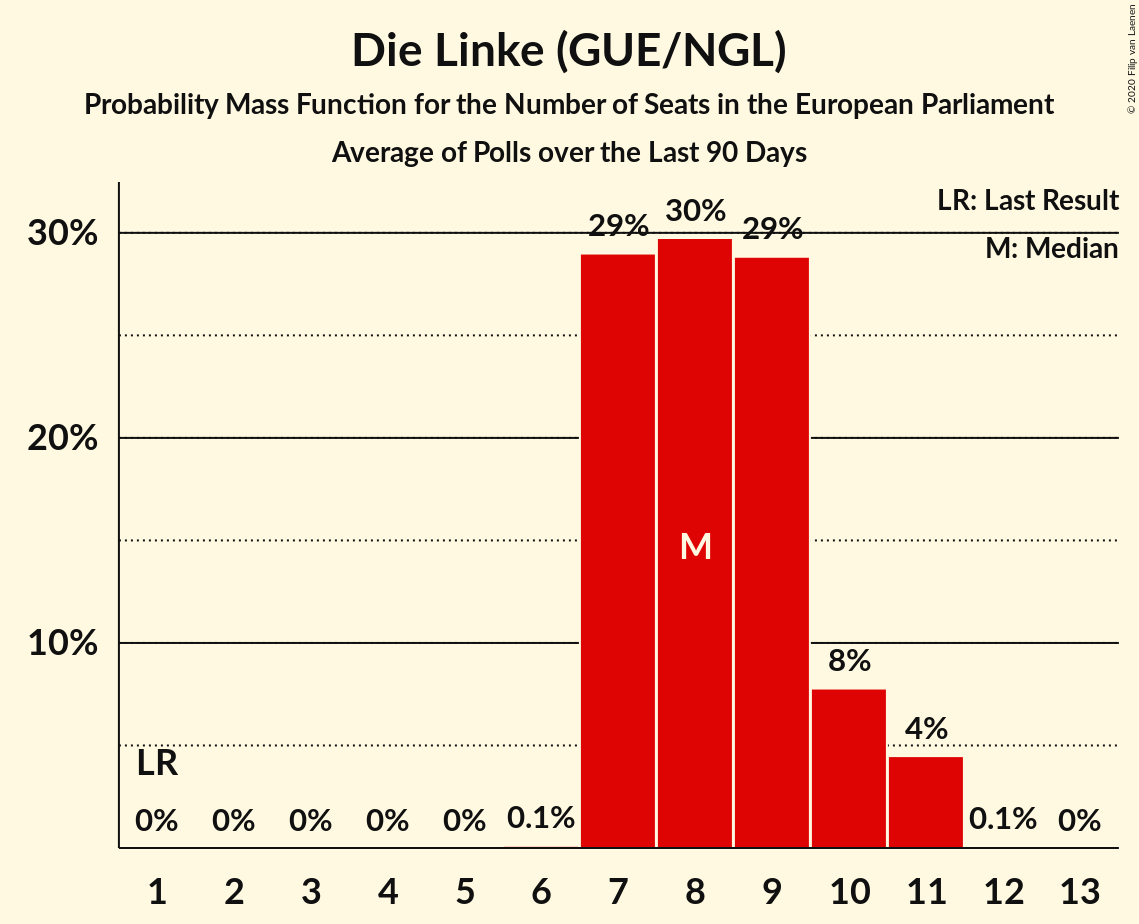 Die Linke (GUE/NGL)
Probability Mass Function for the Number of Seats in the European Parliament
Average of Polls over the Last 90 Days
© 2020 Filip van Laenen
LR: Last Result
M: Median
30%
20%
10%
29%
30%
29%
M
8%
4%
LR
0%
0%
0%
0%
0%
0.1%
0.1%
0%
1 2 3 4 5 6 7 8 9 10 11 12 13